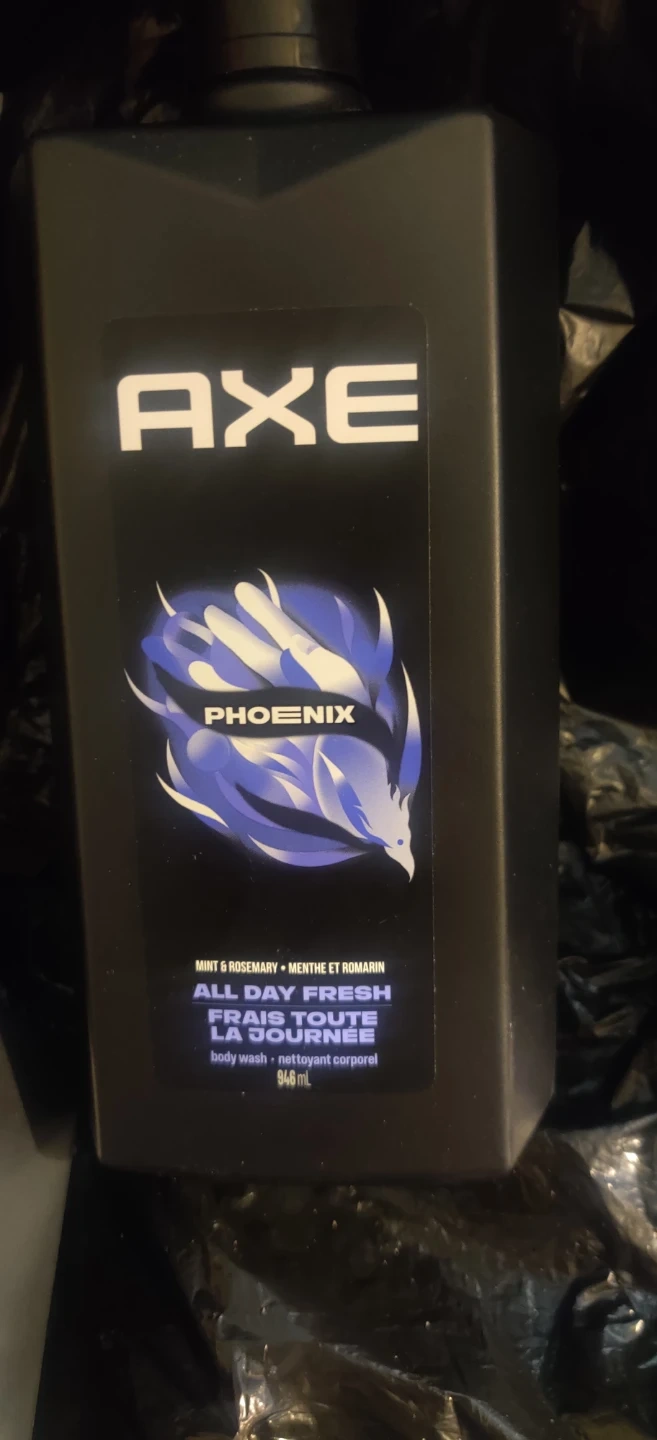 AXE
PHOENIX
MINT & ROSEMARY • MENTHE ET ROMARIN
ALL DAY FRESH
FRAIS TOUTE
LA JOURNÉE
body wash • nettoyant corporel
946 mL